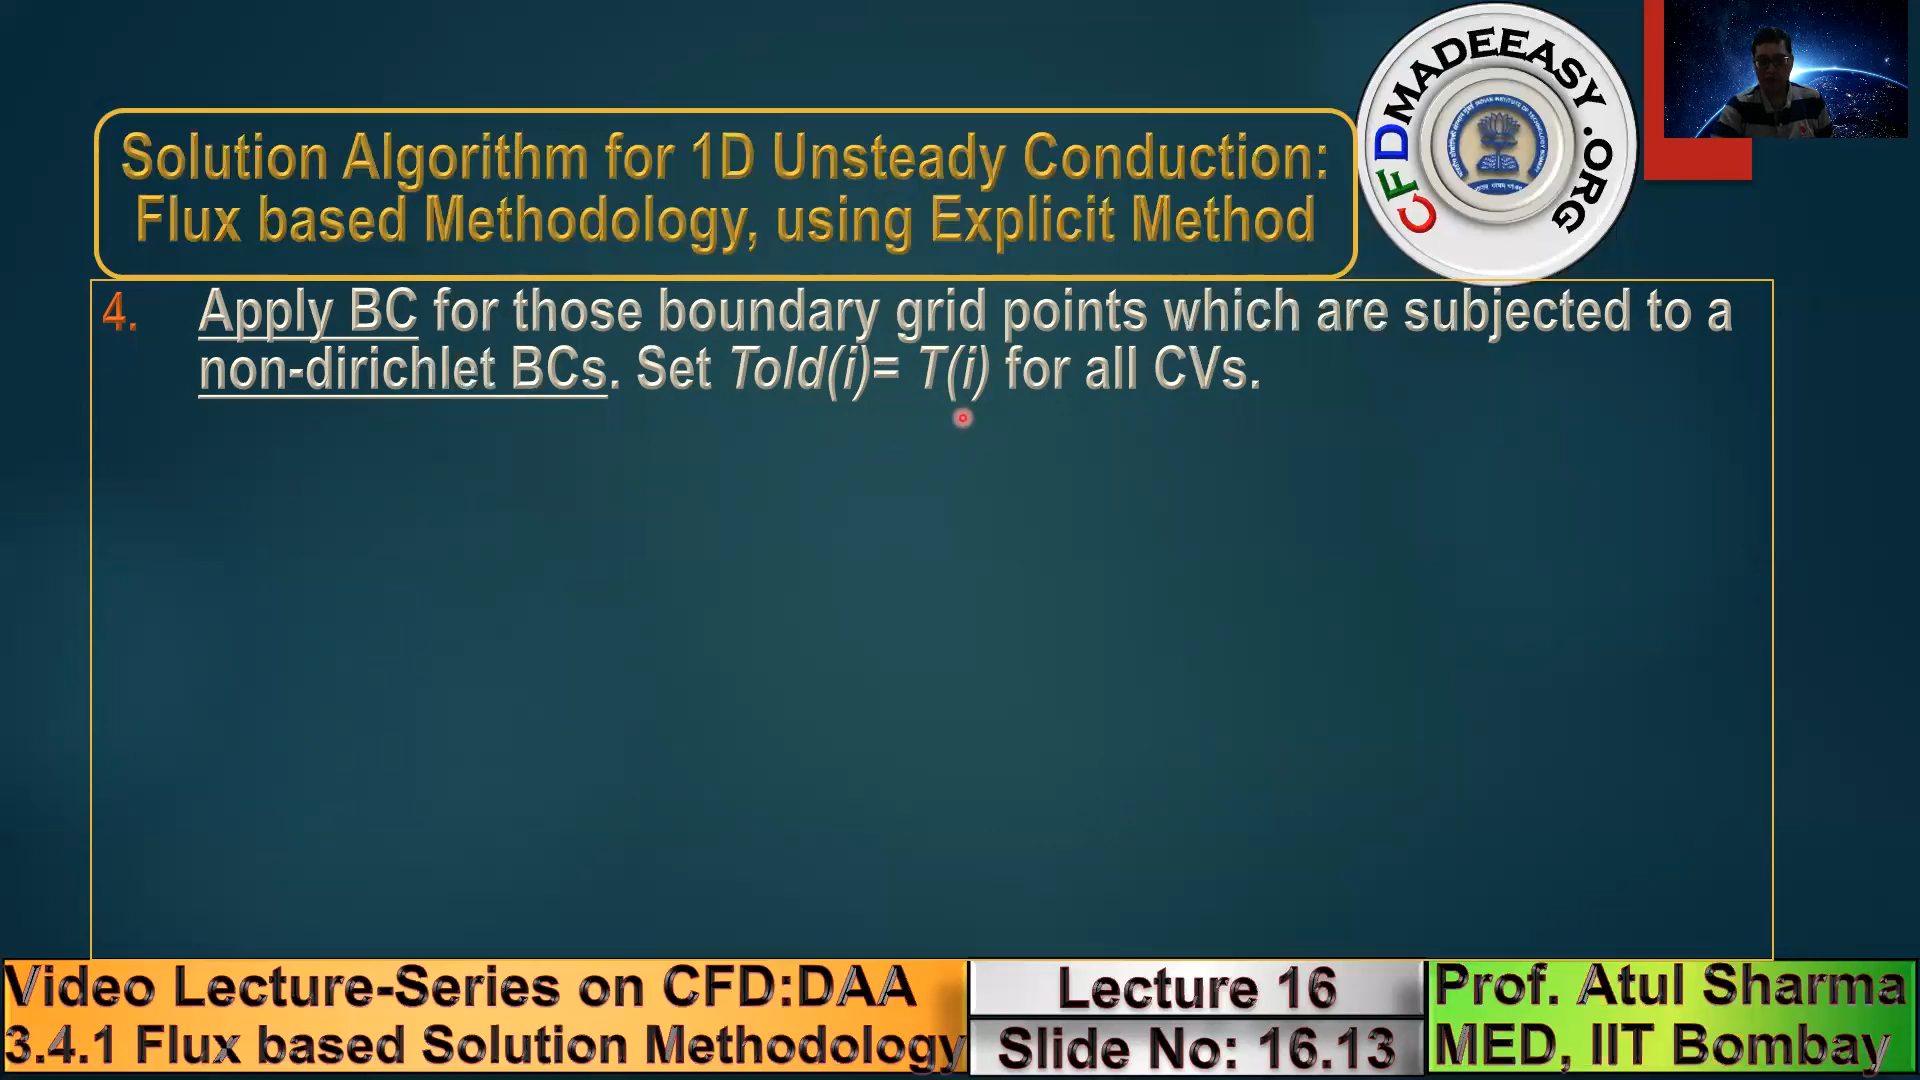 CFDMADEEASY.ORG
Solution Algorithm for 1D Unsteady Conduction:
Flux based Methodology, using Explicit Method
4. Apply BC for those boundary grid points which are subjected to a
non-dirichlet BCs. Set Told(i)= T(i) for all CVs.
Video Lecture-Series on CFD:DAA
3.4.1 Flux based Solution Methodology
Lecture 16
Slide No: 16.13
Prof. Atul Sharma
MED, IIT Bombay